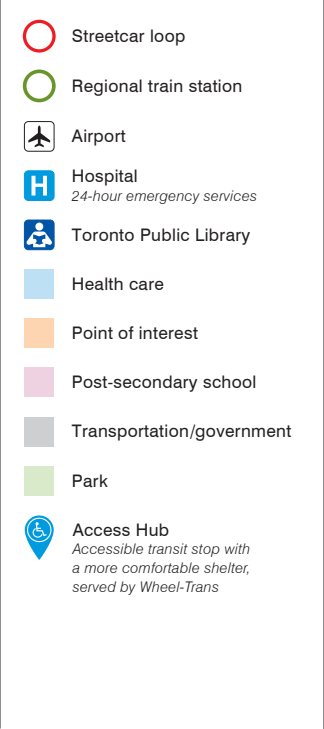 Streetcar loop
Regional train station
Airport
H
Hospital
24-hour emergency services
Toronto Public Library
Health care
Point of interest
Post-secondary school
Transportation/government
Park
Access Hub
Accessible transit stop with
a more comfortable shelter,
served by Wheel-Trans